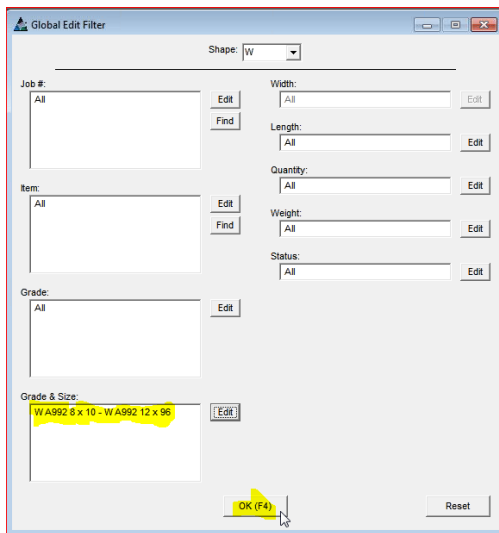 Global Edit Filter
Shape: W
Job #:
All
Edit
Find
Item:
All
Edit
Find
Grade:
All
Edit
Grade & Size:
W A992 8 x 10 - W A992 12 x 96
Edit
Width:
All
Edit
Length:
All
Edit
Quantity:
All
Edit
Weight:
All
Edit
Status:
All
Edit
OK (F4)
Reset